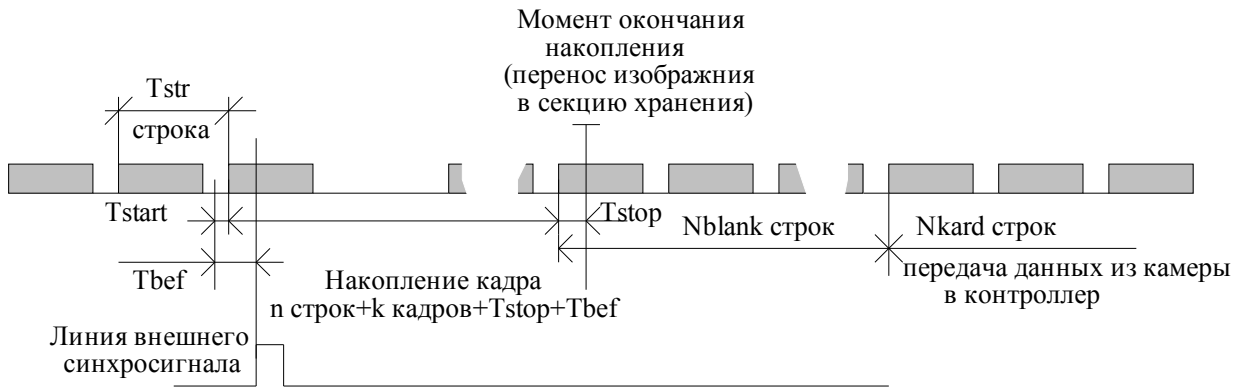 Момент окончания
накопления
(перенос изображния
в секцию хранения)
Tstr
строка
Tstart
Tstop
Nblank строк
Nkard строк
Tbef
Накопление кадра
n строк+k кадров+Tstop+Tbef
передача данных из камеры
в контроллер
Линия внешнего
синхросигнала